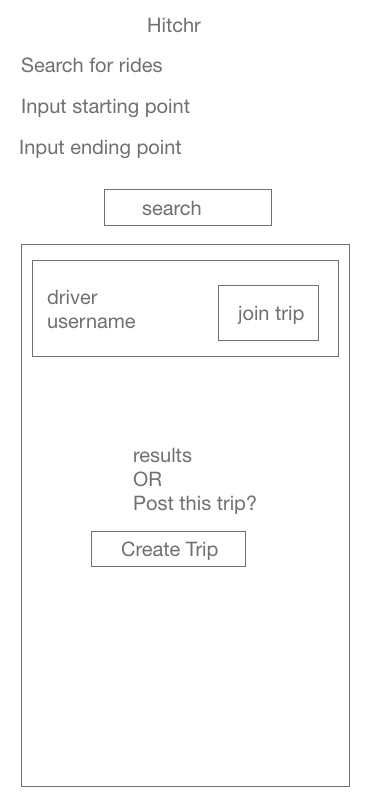 Hitchr
Search for rides
Input starting point
Input ending point
search
driver
username
join trip
results
OR
Post this trip?
Create Trip